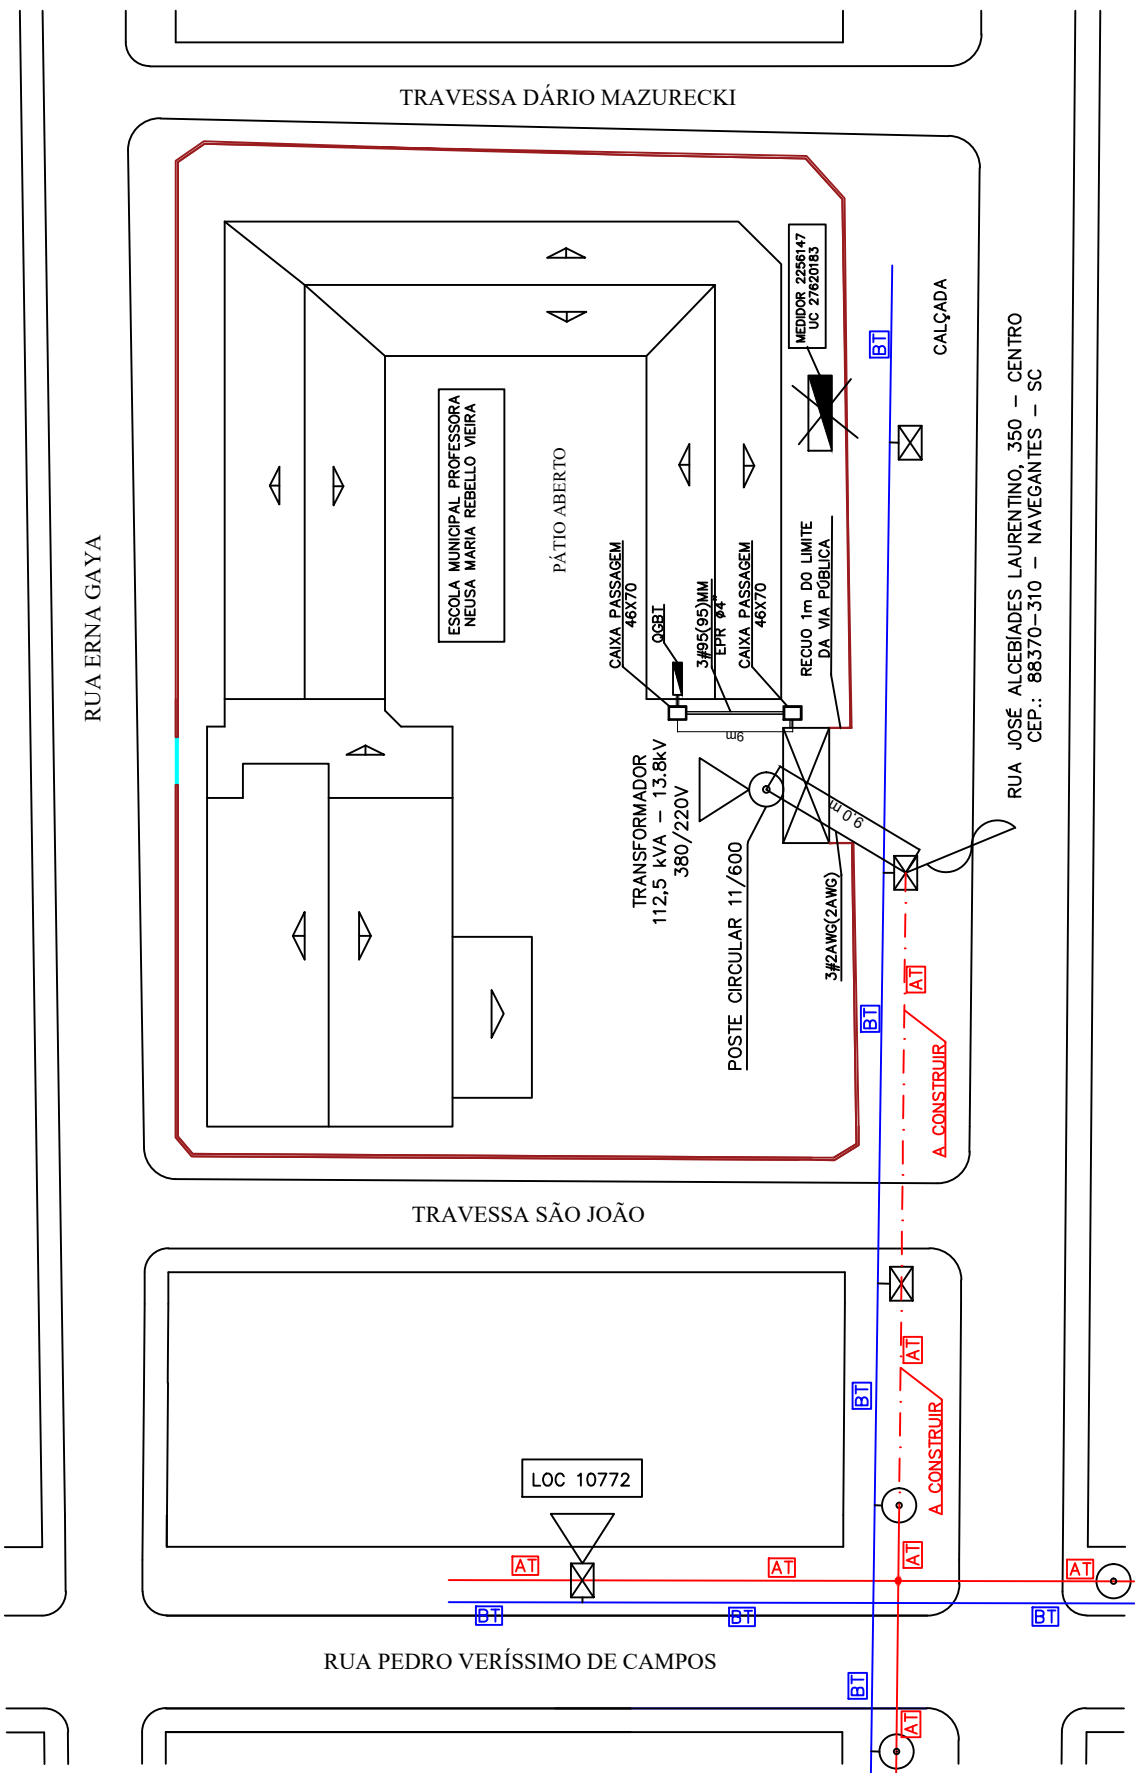 TRAVESSA DÁRIO MAZURECKI
RUA ERNA GAYA
ESCOLA MUNICIPAL PROFESSORA
NEUSA MARIA REBELLO VIEIRA
PÁTIO ABERTO
MEDIDOR 2256147
UC 27620183
BT
CALÇADA
RUA JOSÉ ALCEBÍADES LAURENTINO, 350 - CENTRO
CEP.: 88370-310 - NAVEGANTES - SC
CAIXA PASSAGEM
46X70
QGBT
3#95(95)MM
EPR ø4"
CAIXA PASSAGEM
46X70
RECUO 1m DO LIMITE
DA VIA PÚBLICA
9m
TRANSFORMADOR
112,5 kVA - 13.8kV
380/220V
9,0 m
POSTE CIRCULAR 11/600
3#2AWG(2AWG)
AT
BT
A CONSTRUIR
TRAVESSA SÃO JOÃO
AT
BT
A CONSTRUIR
LOC 10772
AT
AT
AT
AT
BT
BT
BT
RUA PEDRO VERÍSSIMO DE CAMPOS
BT
AT